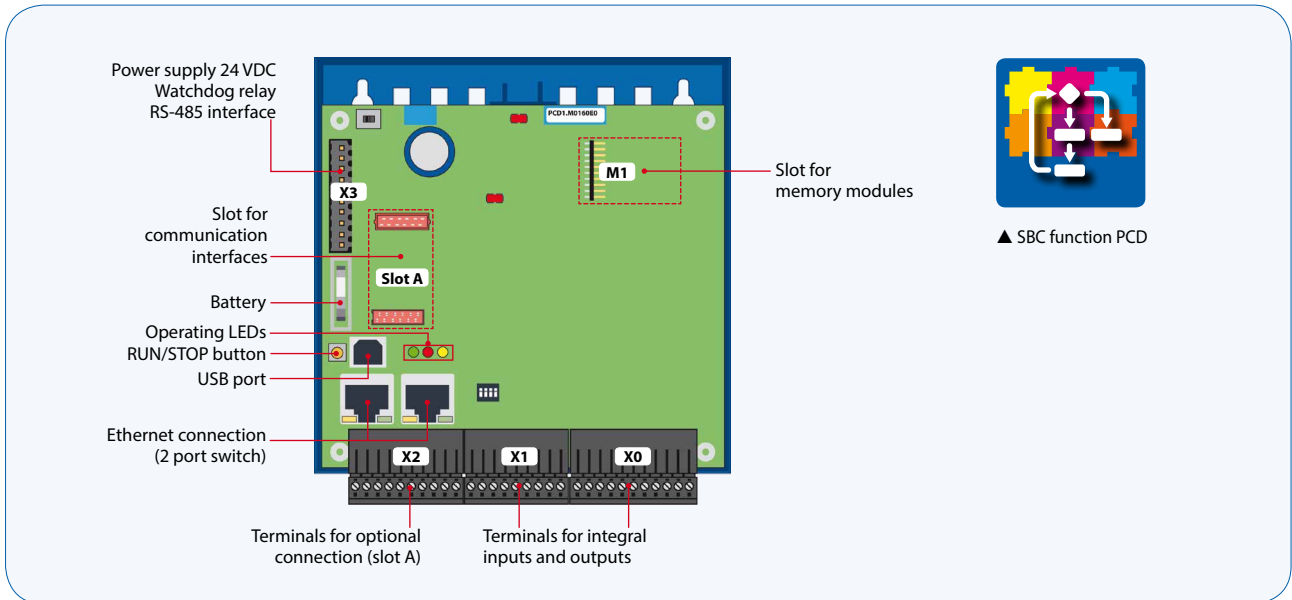 Power supply 24 VDC
Watchdog relay
RS-485 interface
PCD1.M0160E0
X3
M1
Slot for
memory modules
Slot for
communication
interfaces
Slot A
▲ SBC function PCD
Battery
Operating LEDs
RUN/STOP button
USB port
Ethernet connection
(2 port switch)
X2
X1
X0
Terminals for optional
connection (slot A)
Terminals for integral
inputs and outputs